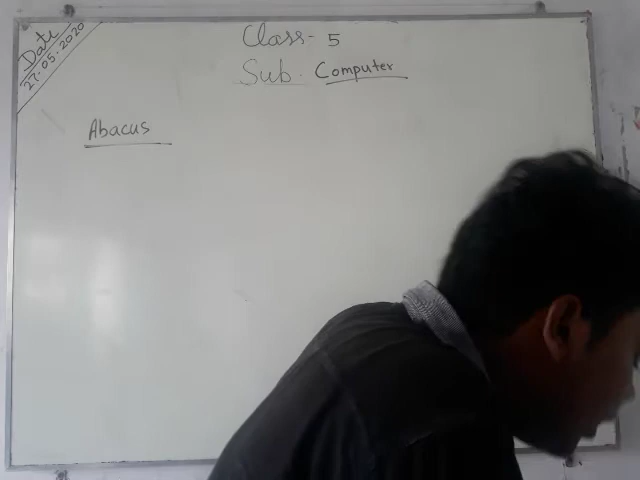 Date
27.05.2020
Class- 5
Sub. Computer
Abacus